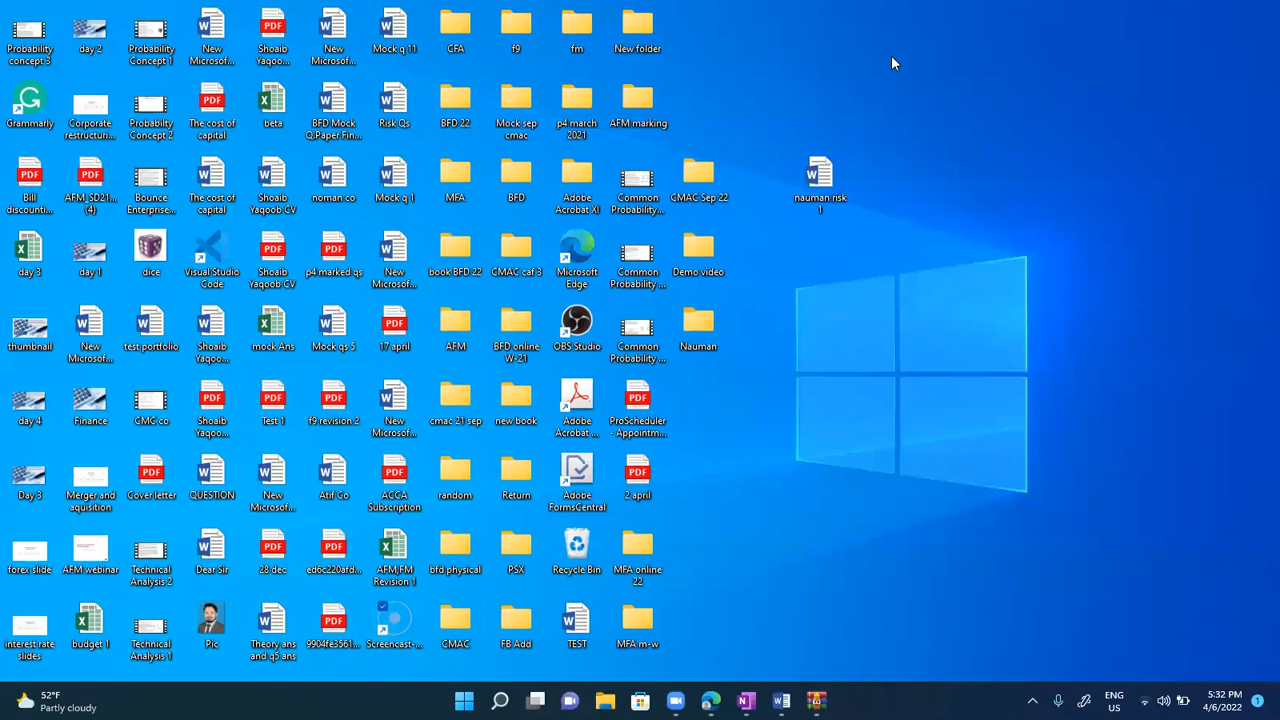 Probability
concept 3
day 2
Probability
Concept 1
New
Microsof...
Shoaib
Yaqoo...
New
Microsof...
Mock q 11
CFA
f9
fm
New folder
Grammarly
Corporate
restructuri...
Probabilty
Concept 2
The cost of
capital
beta
BFD Mock
Q.Paper Fin...
Risk Qs
BFD 22
Mock sep
cmac
p4 march
2021
AFM marking
Bill
discounti...
AFM_SD21...
(4)
Bounce
Enterprise...
The cost of
capital
Shoaib
Yaqoob CV
noman co
Mock q 1
MFA
BFD
Adobe
Acrobat XI
Common
Probability...
CMAC Sep 22
nauman risk
1
day 3
day 1
dice
Visual Studio
Code
Shoaib
Yaqoob CV
p4 marked qs
New
Microsof...
book BFD 22
CMAC caf 3
Microsoft
Edge
Common
Probability ...
Demo video
thumbnail
New
Microsof...
test portfolio
Shoaib
Yaqoo...
mock Ans
Mock qs 5
17 april
AFM
BFD online
W-21
OBS Studio
Common
Probability ...
Nauman
day 4
Finance
CMC co
Shoaib
Yaqoo...
Test 1
f9 revision 2
New
Microsof...
cmac 21 sep
new book
Adobe
Acrobat ...
ProScheduler
- Appointm...
Day 3
Merger and
aquisition
Cover letter
QUESTION
New
Microsof...
Atif Co
ACCA
Subscription
random
Return
Adobe
FormsCentral
2 april
forex slide
AFM webinar
Technical
Analysis 2
Dear Sir
28 dec
ed6c220afd...
AFM,FM
Revision 1
bfd physical
PSX
Recycle Bin
MFA online
22
interest rate
slides
budget 1
Technical
Analysis 1
Pic
Theory ans
and q5 ans
9904fe3561...
Screencast-...
CMAC
FB Add
TEST
MFA m-w
52°F
Partly cloudy
ENG
US
5:32 PM
4/6/2022
1